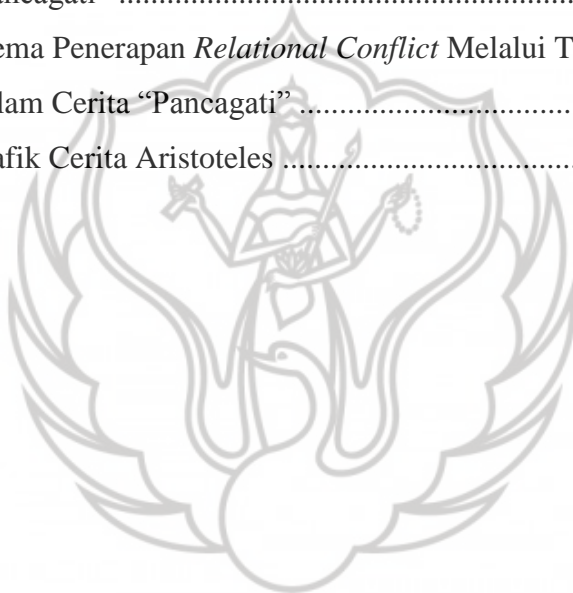 ancagati” ................................................
ema Penerapan Relational Conflict Melalui T
lam Cerita “Pancagati” ................................
afik Cerita Aristoteles ..................................